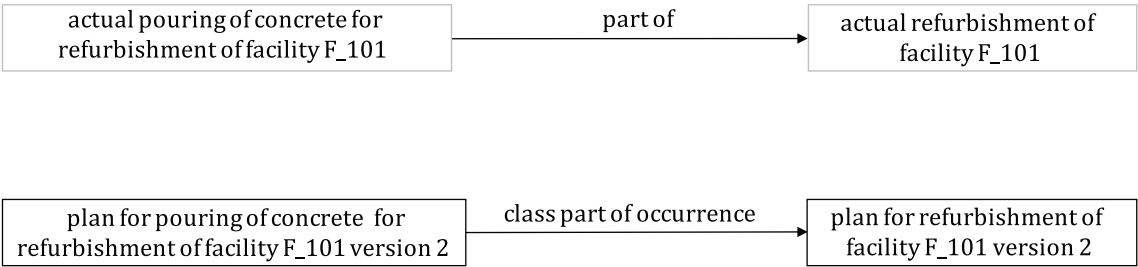 actual pouring of concrete for
refurbishment of facility F_101
part of
actual refurbishment of
facility F_101
plan for pouring of concrete for
refurbishment of facility F_101 version 2
class part of occurrence
plan for refurbishment of
facility F_101 version 2